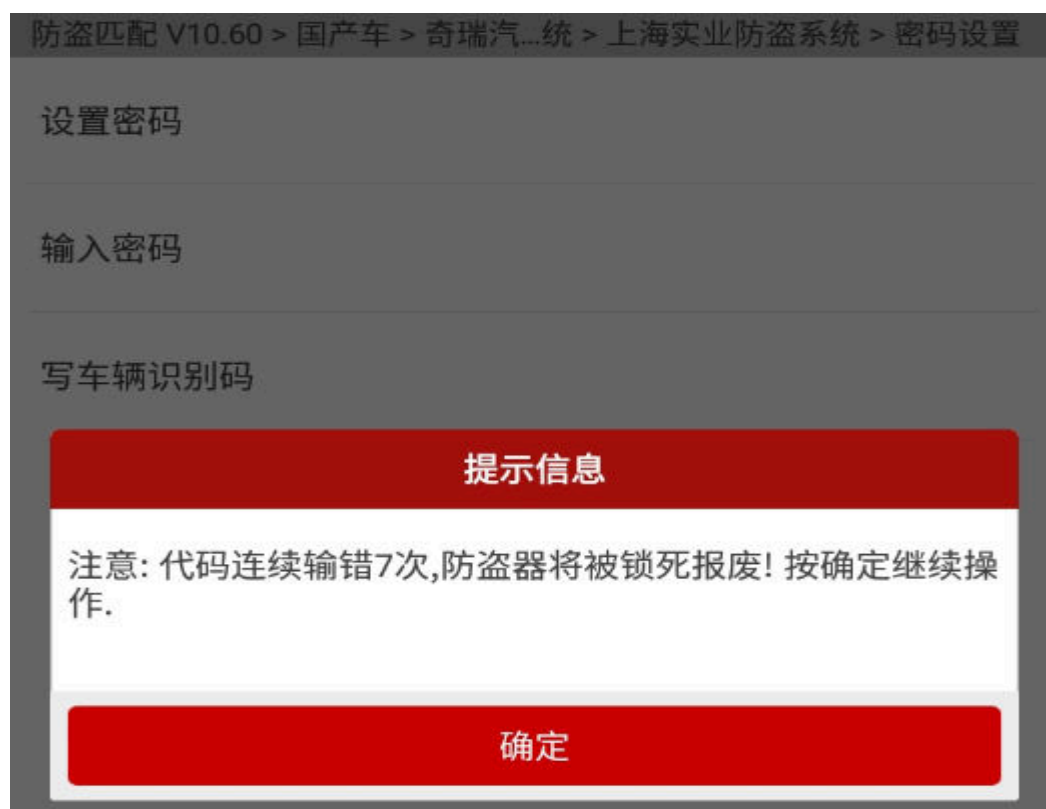 防盗匹配 V10.60 > 国产车 > 奇瑞汽...统 > 上海实业防盗系统 > 密码设置
设置密码
输入密码
写车辆识别码
提示信息
注意: 代码连续输错7次,防盗器将被锁死报废! 按确定继续操
作.
确定